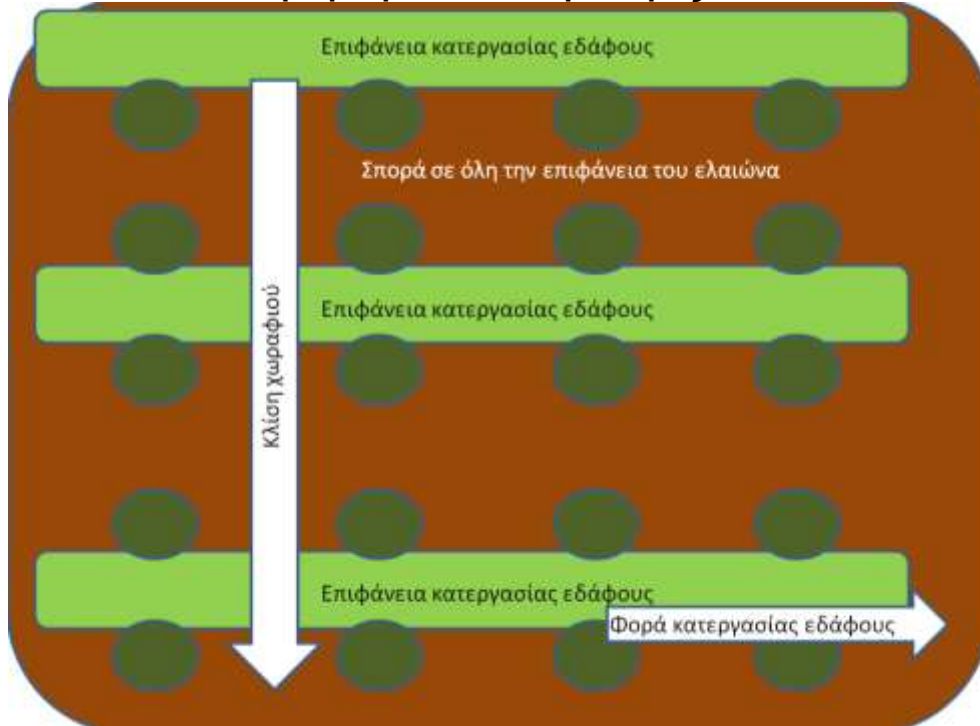 Επιφάνεια κατεργασίας εδάφους
Σπορά σε όλη την επιφάνεια του ελαιώνα
Επιφάνεια κατεργασίας εδάφους
Κλίση χωραφιού
Επιφάνεια κατεργασίας εδάφους
Φορά κατεργασίας εδάφους